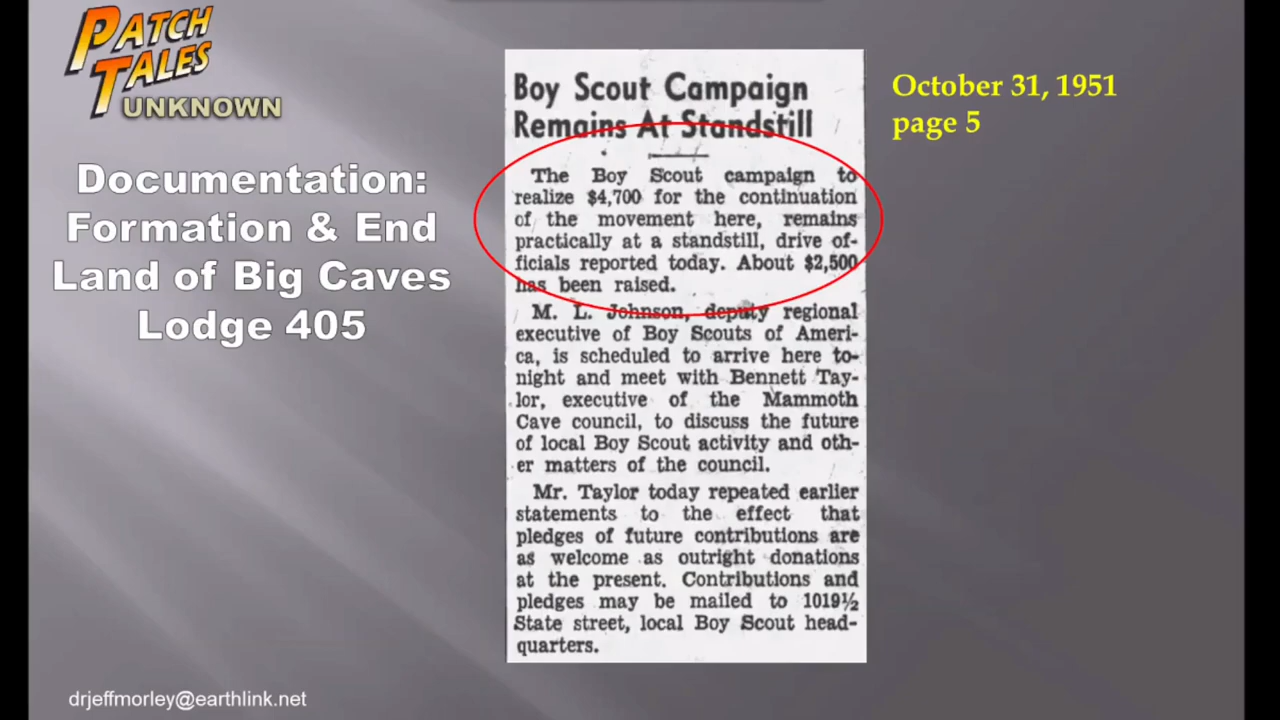 PATCH
TALES
UNKNOWN
Documentation:
Formation & End
Land of Big Caves
Lodge 405
Boy Scout Campaign
Remains At Standstill
The Boy Scout campaign to
realize $4,700 for the continuation
of the movement here, remains
practically at a standstill, drive of-
ficials reported today. About $2,500
has been raised.
M. L. Johnson, deputy regional
executive of Boy Scouts of Ameri-
ca, is scheduled to arrive here to-
night and meet with Bennett Tay-
lor, executive of the Mammoth
Cave council, to discuss the future
of local Boy Scout activity and oth-
er matters of the council.
Mr. Taylor today repeated earlier
statements to the effect that
pledges of future contributions are
as welcome as outright donations
at the present. Contributions and
pledges may be mailed to 1019½
State street, local Boy Scout head-
quarters.
October 31, 1951
page 5
drjeffmorley@earthlink.net